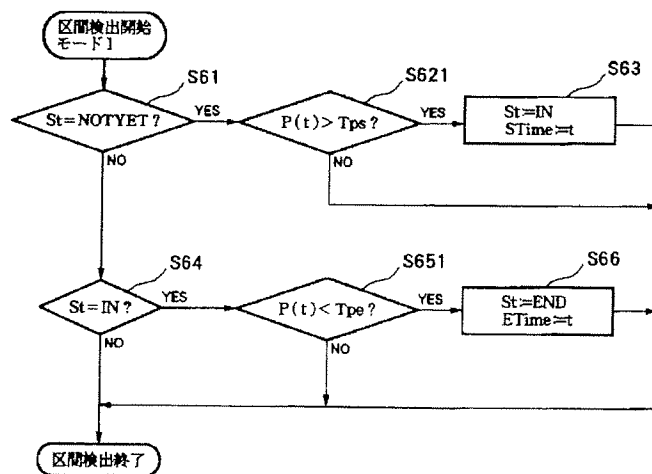 区間検出開始
モード1
S61
St=NOTYET?
YES
NO
S621
P(t)>Tps?
YES
NO
S63
St:=IN
STime:=t
S64
St=IN?
YES
NO
S651
P(t)<Tpe?
YES
NO
S66
St:=END
ETime:=t
区間検出終了